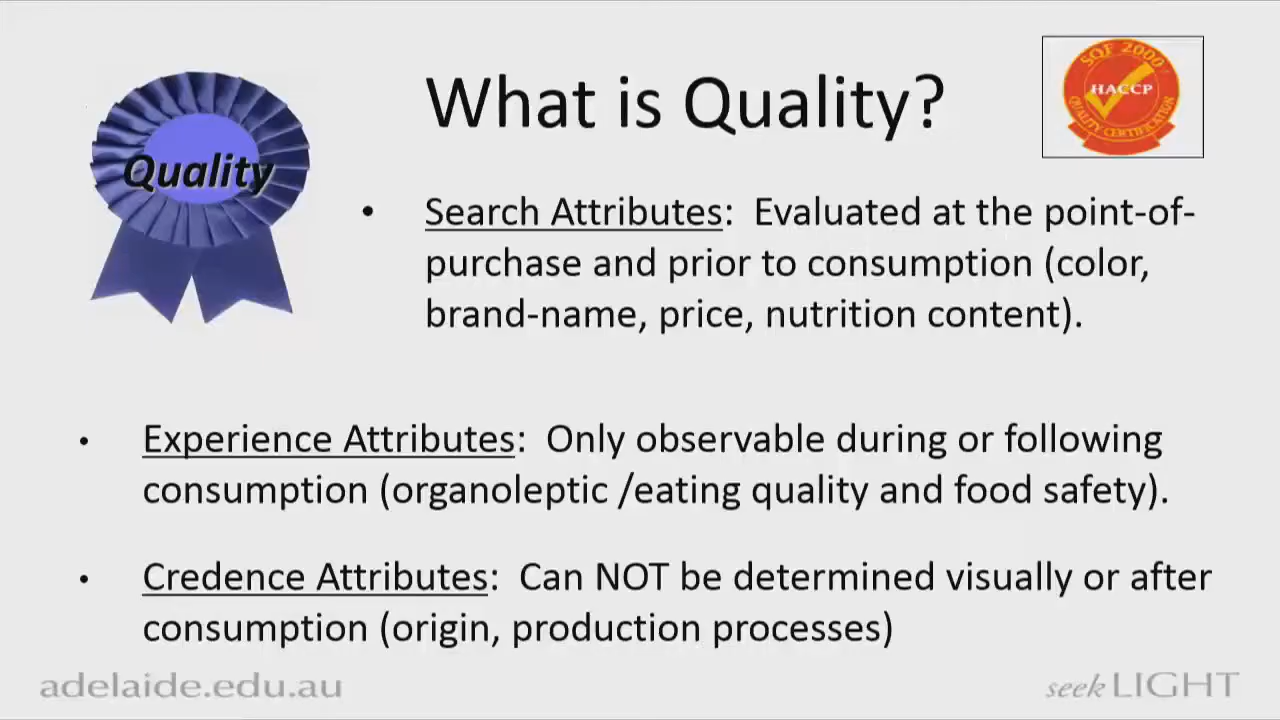 What is Quality?
Quality
SQF 2000
HACCP
QUALITY CERTIFICATION
• Search Attributes:  Evaluated at the point-of-
purchase and prior to consumption (color,
brand-name, price, nutrition content).
• Experience Attributes:  Only observable during or following
consumption (organoleptic /eating quality and food safety).
• Credence Attributes:  Can NOT be determined visually or after
consumption (origin, production processes)
adelaide.edu.au
seek LIGHT